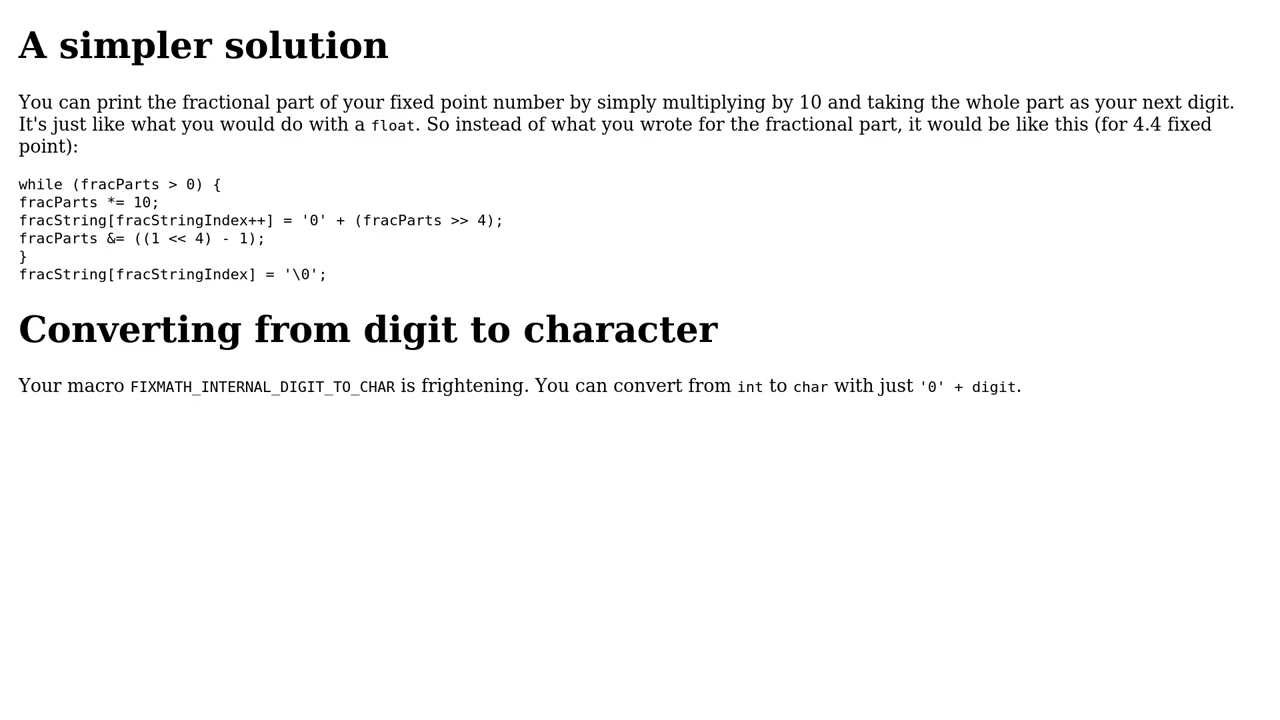 A simpler solution
You can print the fractional part of your fixed point number by simply multiplying by 10 and taking the whole part as your next digit.
It's just like what you would do with a float. So instead of what you wrote for the fractional part, it would be like this (for 4.4 fixed
point):
while (fracParts > 0) {
fracParts *= 10;
fracString[fracStringIndex++] = '0' + (fracParts >> 4);
fracParts &= ((1 << 4) - 1);
}
fracString[fracStringIndex] = '\0';
Converting from digit to character
Your macro FIXMATH_INTERNAL_DIGIT_TO_CHAR is frightening. You can convert from int to char with just '0' + digit.